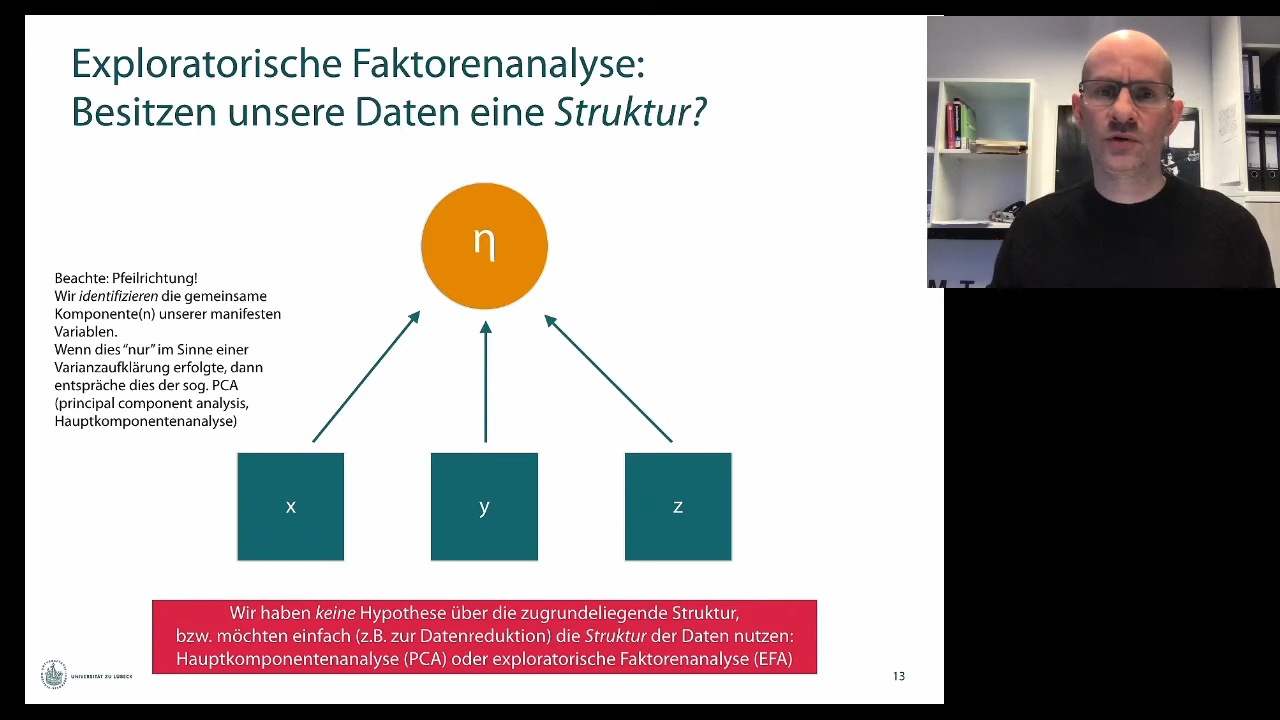 Exploratorische Faktorenanalyse:
Besitzen unsere Daten eine Struktur?
η
Beachte: Pfeilrichtung!
Wir identifizieren die gemeinsame
Komponente(n) unserer manifesten
Variablen.
Wenn dies “nur” im Sinne einer
Varianzaufklärung erfolgte, dann
entspräche dies der sog. PCA
(principal component analysis,
Hauptkomponentenanalyse)
x
y
z
Wir haben keine Hypothese über die zugrundeliegende Struktur,
bzw. möchten einfach (z.B. zur Datenreduktion) die Struktur der Daten nutzen:
Hauptkomponentenanalyse (PCA) oder exploratorische Faktorenanalyse (EFA)
UNIVERSITÄT ZU LÜBECK
13